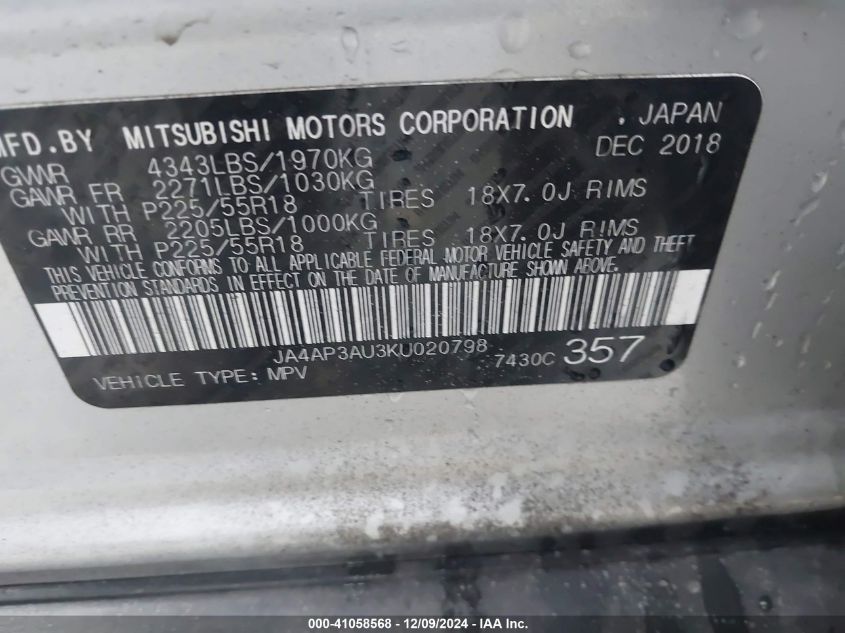 MFD.BY MITSUBISHI MOTORS CORPORATION . JAPAN
GWWR 4343LBS/1970KG DEC 2018
GAWR FR 2271LBS/1030KG
WITH P225/55R18 TIRES 18X7.0J RIMS
GAWR RR 2205LBS/1000KG
WITH P225/55R18 TIRES 18X7.0J RIMS
THIS VEHICLE CONFORMS TO ALL APPLICABLE FEDERAL MOTOR VEHICLE SAFETY AND THEFT
PREVENTION STANDARDS IN EFFECT ON THE DATE OF MANUFACTURE SHOWN ABOVE.
JA4AP3AU3KU020798 7430C 357
VEHICLE TYPE: MPV
000-41058568 - 12/09/2024 - IAA Inc.